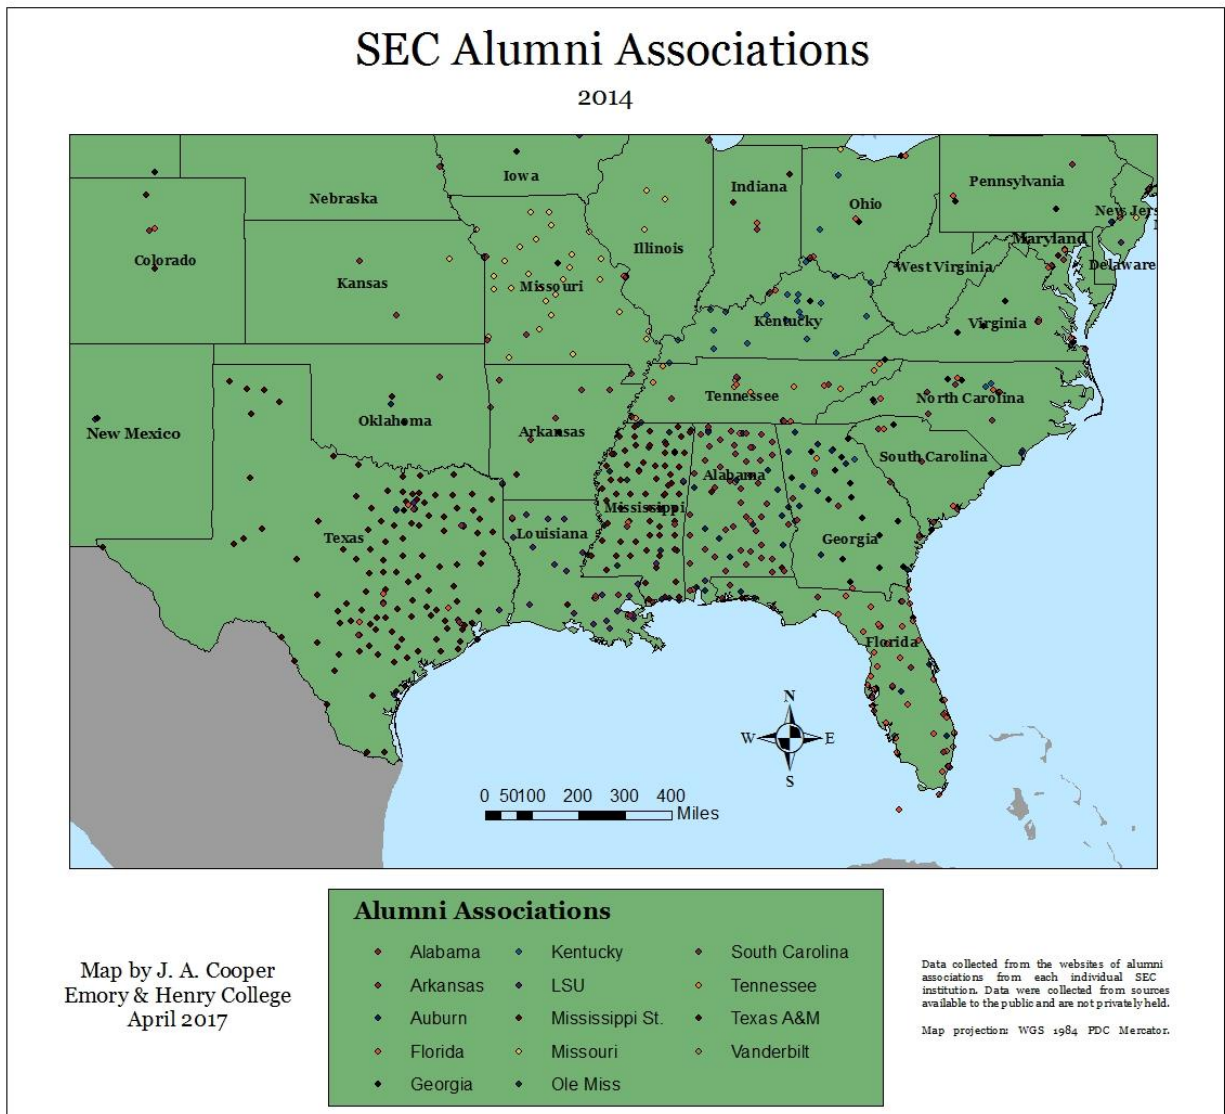 SEC Alumni Associations
2014
Nebraska
Iowa
Indiana
Ohio
Pennsylvania
New Jers
Colorado
Kansas
Missouri
Illinois
West Virginia
Maryland
Delaware
Kentucky
Virginia
New Mexico
Oklahoma
Arkansas
Tennessee
North Carolina
South Carolina
Texas
Louisiana
Mississippi
Alabama
Georgia
Florida
N
W E
S
0 50 100 200 300 400
Miles
Alumni Associations
Alabama Kentucky South Carolina
Arkansas LSU Tennessee
Auburn Mississippi St. Texas A&M
Florida Missouri Vanderbilt
Georgia Ole Miss
Map by J. A. Cooper
Emory & Henry College
April 2017
Data collected from the websites of alumni
associations from each individual SEC
institution. Data were collected from sources
available to the public and are not privately held.
Map projection: WGS 1984 PDC Mercator.